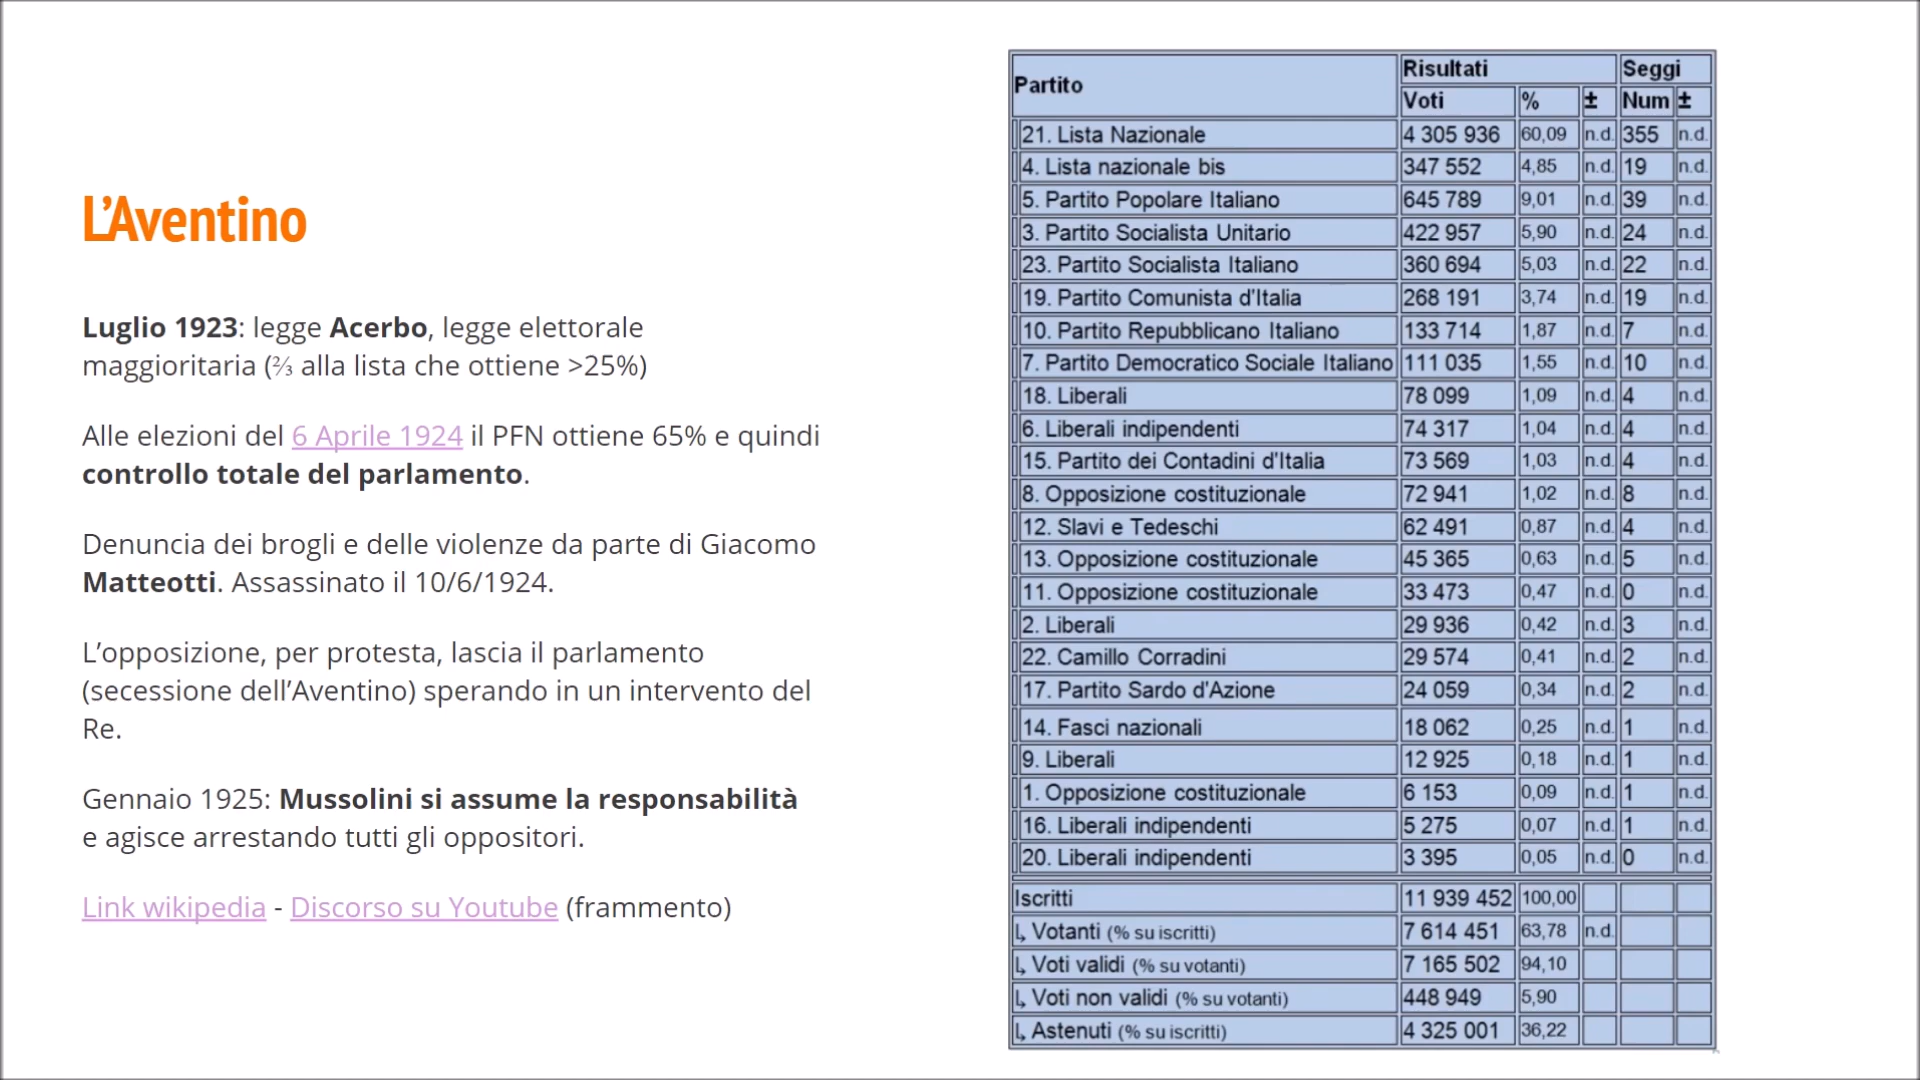 L’Aventino
Luglio 1923: legge Acerbo, legge elettorale
maggioritaria (⅔ alla lista che ottiene >25%)
Alle elezioni del 6 Aprile 1924 il PFN ottiene 65% e quindi
controllo totale del parlamento.
Denuncia dei brogli e delle violenze da parte di Giacomo
Matteotti. Assassinato il 10/6/1924.
L’opposizione, per protesta, lascia il parlamento
(secessione dell’Aventino) sperando in un intervento del
Re.
Gennaio 1925: Mussolini si assume la responsabilità
e agisce arrestando tutti gli oppositori.
Link wikipedia - Discorso su Youtube (frammento)
Partito Risultati Seggi
Voti % ± Num ±
21. Lista Nazionale 4 305 936 60,09 n.d. 355 n.d.
4. Lista nazionale bis 347 552 4,85 n.d. 19 n.d.
5. Partito Popolare Italiano 645 789 9,01 n.d. 39 n.d.
3. Partito Socialista Unitario 422 957 5,90 n.d. 24 n.d.
23. Partito Socialista Italiano 360 694 5,03 n.d. 22 n.d.
19. Partito Comunista d'Italia 268 191 3,74 n.d. 19 n.d.
10. Partito Repubblicano Italiano 133 714 1,87 n.d. 7 n.d.
7. Partito Democratico Sociale Italiano 111 035 1,55 n.d. 10 n.d.
18. Liberali 78 099 1,09 n.d. 4 n.d.
6. Liberali indipendenti 74 317 1,04 n.d. 4 n.d.
15. Partito dei Contadini d'Italia 73 569 1,03 n.d. 4 n.d.
8. Opposizione costituzionale 72 941 1,02 n.d. 8 n.d.
12. Slavi e Tedeschi 62 491 0,87 n.d. 4 n.d.
13. Opposizione costituzionale 45 365 0,63 n.d. 5 n.d.
11. Opposizione costituzionale 33 473 0,47 n.d. 0 n.d.
2. Liberali 29 936 0,42 n.d. 3 n.d.
22. Camillo Corradini 29 574 0,41 n.d. 2 n.d.
17. Partito Sardo d'Azione 24 059 0,34 n.d. 2 n.d.
14. Fasci nazionali 18 062 0,25 n.d. 1 n.d.
9. Liberali 12 925 0,18 n.d. 1 n.d.
1. Opposizione costituzionale 6 153 0,09 n.d. 1 n.d.
16. Liberali indipendenti 5 275 0,07 n.d. 1 n.d.
20. Liberali indipendenti 3 395 0,05 n.d. 0 n.d.
Iscritti 11 939 452 100,00
↳ Votanti (% su iscritti) 7 614 451 63,78 n.d.
↳ Voti validi (% su votanti) 7 165 502 94,10
↳ Voti non validi (% su votanti) 448 949 5,90
↳ Astenuti (% su iscritti) 4 325 001 36,22